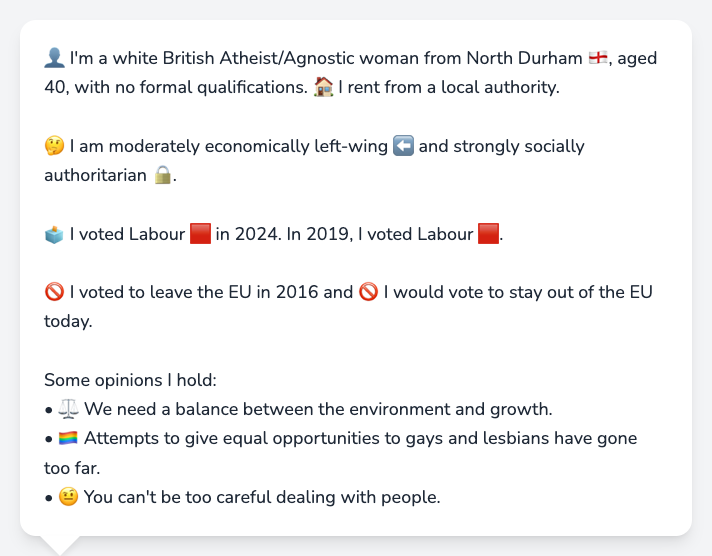 👤 I'm a white British Atheist/Agnostic woman from North Durham 🏴󠁧󠁢󠁥󠁮󠁧󠁿, aged
40, with no formal qualifications. 🏠 I rent from a local authority.
🤔 I am moderately economically left-wing ⬅️ and strongly socially
authoritarian 🔒.
🗳️ I voted Labour 🟥 in 2024. In 2019, I voted Labour 🟥.
🚫 I voted to leave the EU in 2016 and 🚫 I would vote to stay out of the EU
today.
Some opinions I hold:
• ⚖️ We need a balance between the environment and growth.
• 🏳️‍🌈 Attempts to give equal opportunities to gays and lesbians have gone
too far.
• 🤨 You can't be too careful dealing with people.